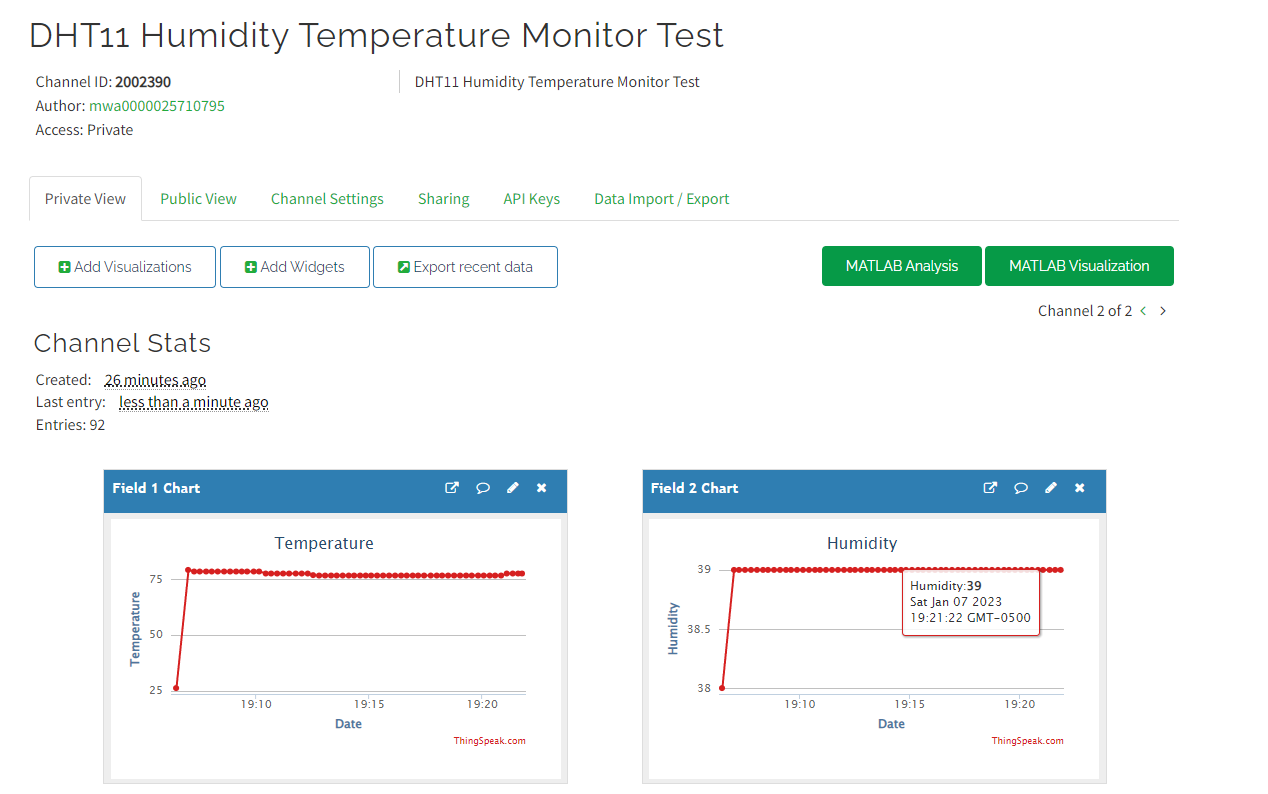 DHT11 Humidity Temperature Monitor Test
Channel ID: 2002390
DHT11 Humidity Temperature Monitor Test
Author: mwa0000025710795
Access: Private
Private View Public View Channel Settings Sharing API Keys Data Import / Export
Add Visualizations Add Widgets Export recent data MATLAB Analysis MATLAB Visualization
Channel 2 of 2 < >
Channel Stats
Created: 26 minutes ago
Last entry: less than a minute ago
Entries: 92
Field 1 Chart
Temperature
75
50
25
Temperature
19:10 19:15 19:20
Date
ThingSpeak.com
Field 2 Chart
Humidity
39
38.5
38
Humidity
Humidity:39
Sat Jan 07 2023
19:21:22 GMT-0500
19:10 19:15 19:20
Date
ThingSpeak.com